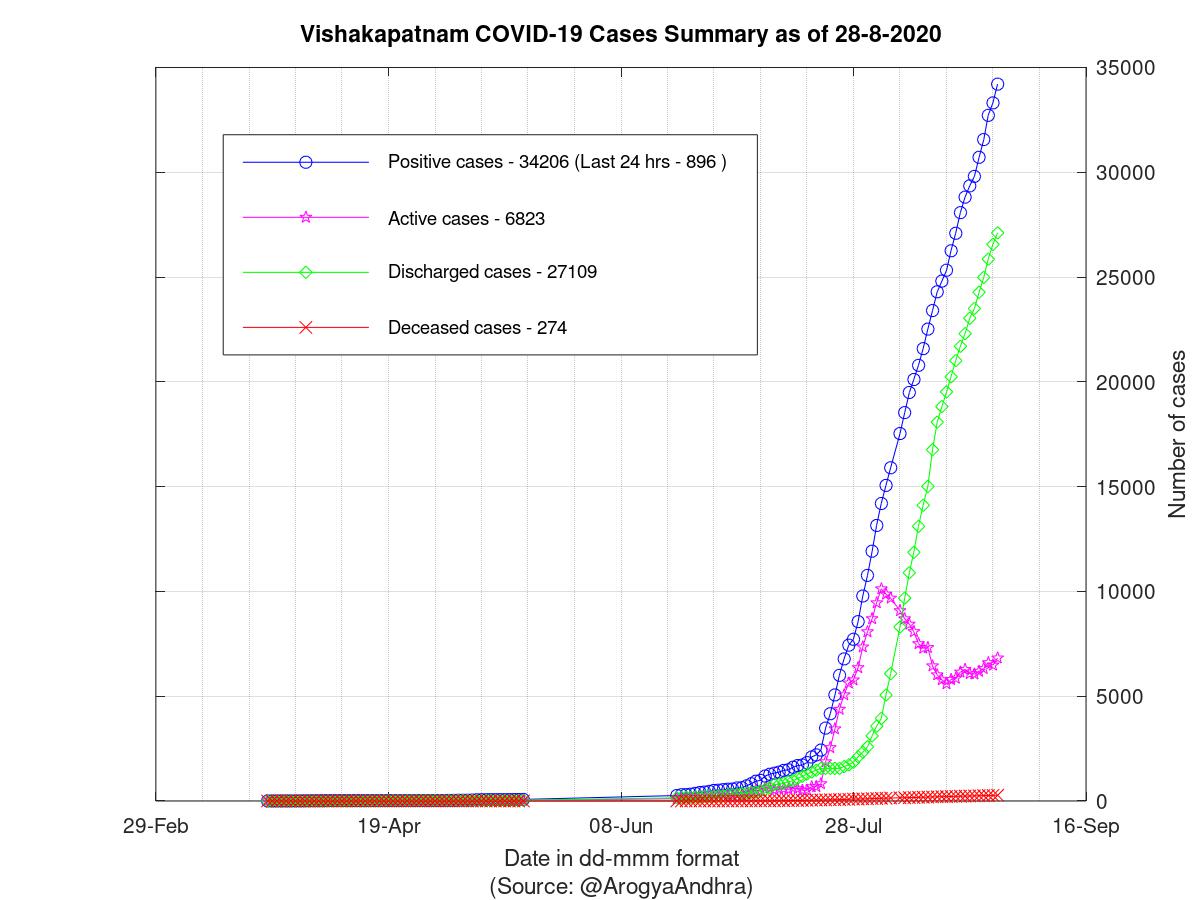 Vishakapatnam COVID-19 Cases Summary as of 28-8-2020
Positive cases - 34206 (Last 24 hrs - 896 )
Active cases - 6823
Discharged cases - 27109
Deceased cases - 274
35000
30000
25000
20000
15000
10000
5000
0
Number of cases
29-Feb 19-Apr 08-Jun 28-Jul 16-Sep
Date in dd-mmm format
(Source: @ArogyaAndhra)